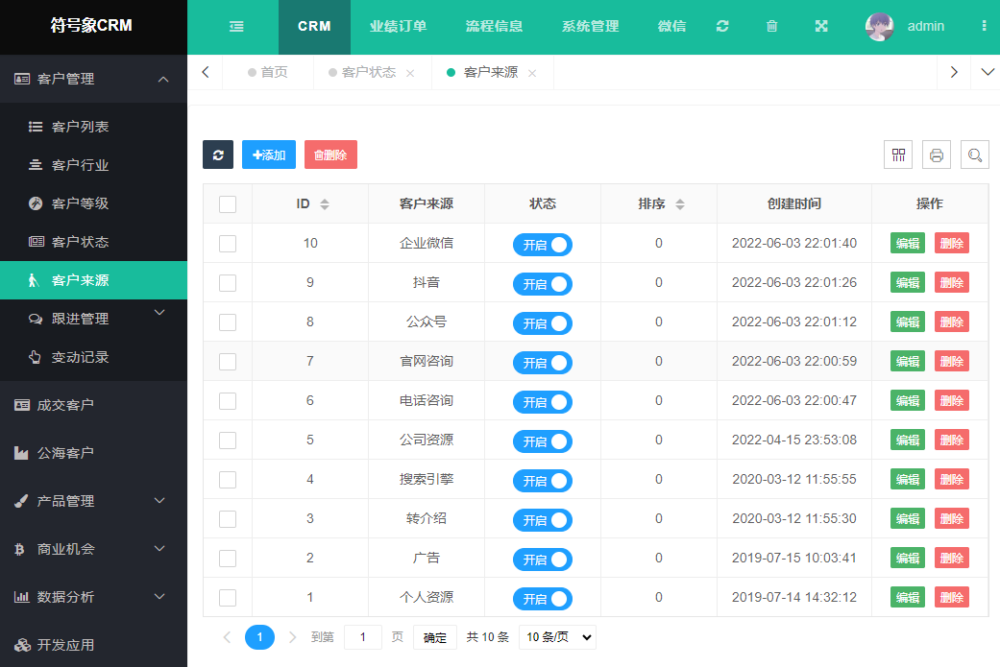 符号象CRM
CRM 业绩订单 流程信息 系统管理 微信 admin
客户管理
客户列表
客户行业
客户等级
客户状态
客户来源
跟进管理
变动记录
成交客户
公海客户
产品管理
商业机会
数据分析
开发应用
首页 客户状态 客户来源
添加 删除
ID 客户来源 状态 排序 创建时间 操作
10 企业微信 开启 0 2022-06-03 22:01:40 编辑 删除
9 抖音 开启 0 2022-06-03 22:01:26 编辑 删除
8 公众号 开启 0 2022-06-03 22:01:12 编辑 删除
7 官网咨询 开启 0 2022-06-03 22:00:59 编辑 删除
6 电话咨询 开启 0 2022-06-03 22:00:47 编辑 删除
5 公司资源 开启 0 2022-04-15 23:53:08 编辑 删除
4 搜索引擎 开启 0 2020-03-12 11:55:55 编辑 删除
3 转介绍 开启 0 2020-03-12 11:55:30 编辑 删除
2 广告 开启 0 2019-07-15 10:03:41 编辑 删除
1 个人资源 开启 0 2019-07-14 14:32:12 编辑 删除
1 到第 1 页 确定 共 10 条 10 条/页